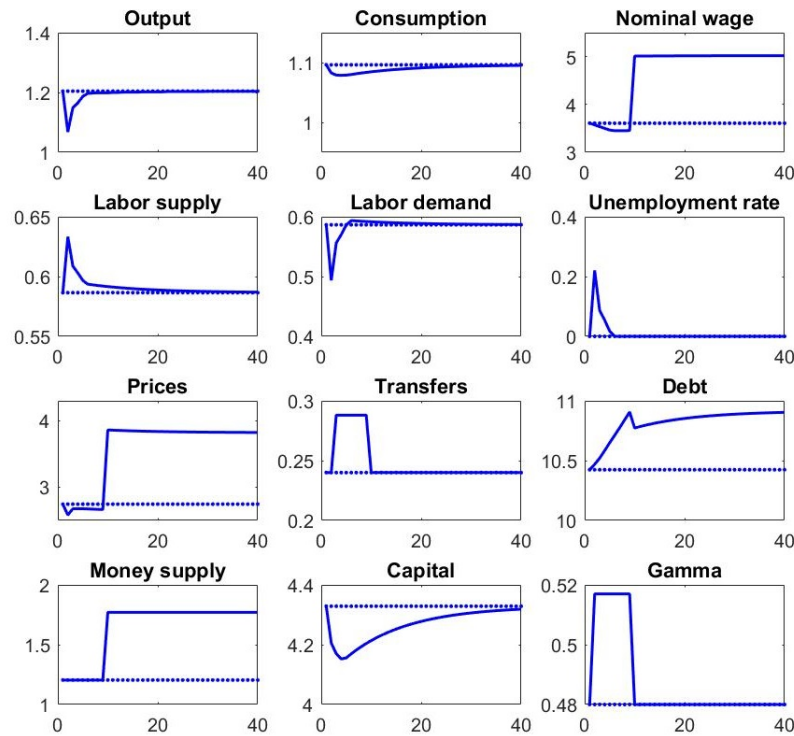 Output Consumption Nominal wage
1.4 1.1 5
1.2 1 4
1 3
0 20 40 0 20 40 0 20 40
Labor supply Labor demand Unemployment rate
0.65 0.6 0.4
0.6 0.5 0.2
0.55 0.4 0
0 20 40 0 20 40 0 20 40
Prices Transfers Debt
4 0.3 11
3 0.25 10.5
0.2 10
0 20 40 0 20 40 0 20 40
Money supply Capital Gamma
2 4.4 0.52
1.5 4.2 0.5
1 4 0.48
0 20 40 0 20 40 0 20 40